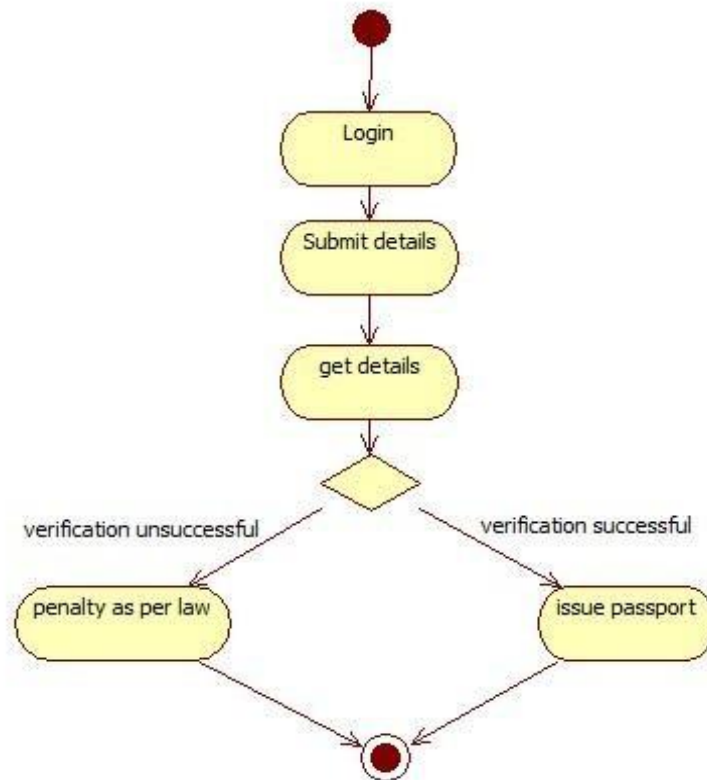 Login
Submit details
get details
verification unsuccessful
verification successful
penalty as per law
issue passport